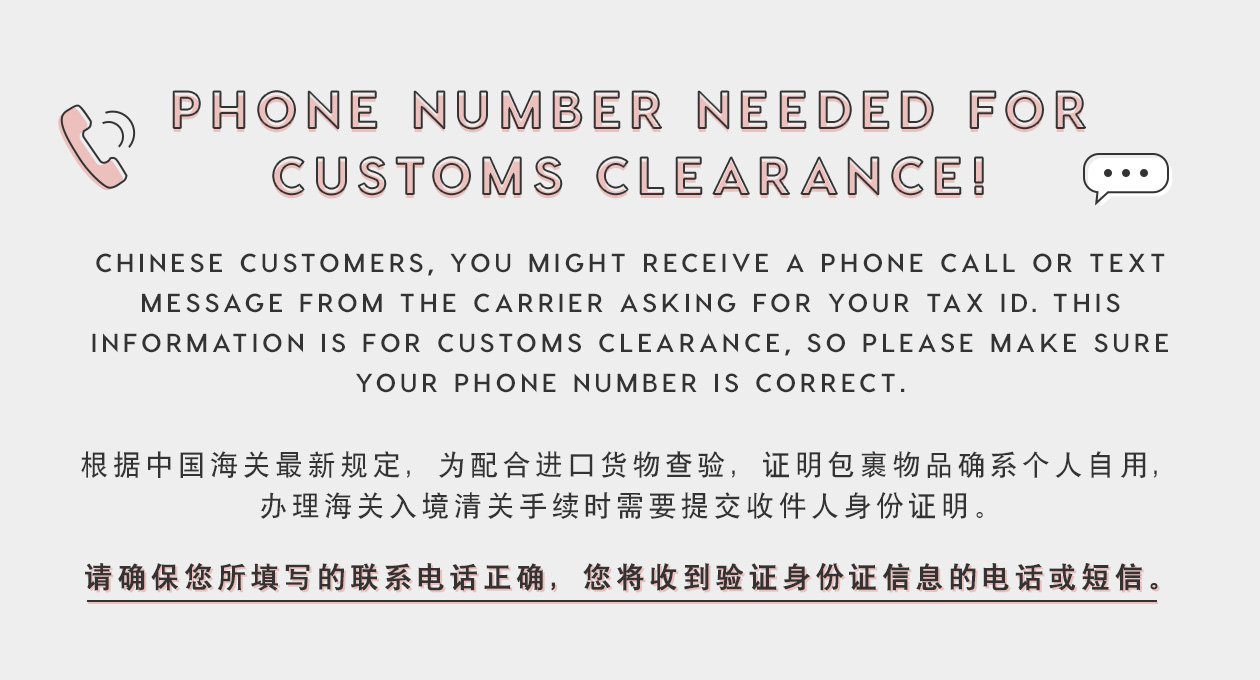 PHONE NUMBER NEEDED FOR
CUSTOMS CLEARANCE!
CHINESE CUSTOMERS, YOU MIGHT RECEIVE A PHONE CALL OR TEXT
MESSAGE FROM THE CARRIER ASKING FOR YOUR TAX ID. THIS
INFORMATION IS FOR CUSTOMS CLEARANCE, SO PLEASE MAKE SURE
YOUR PHONE NUMBER IS CORRECT.
根据中国海关最新规定，为配合进口货物查验，证明包裹物品确系个人自用，
办理海关入境清关手续时需要提交收件人身份证明。
请确保您所填写的联系电话正确，您将收到验证身份证信息的电话或短信。